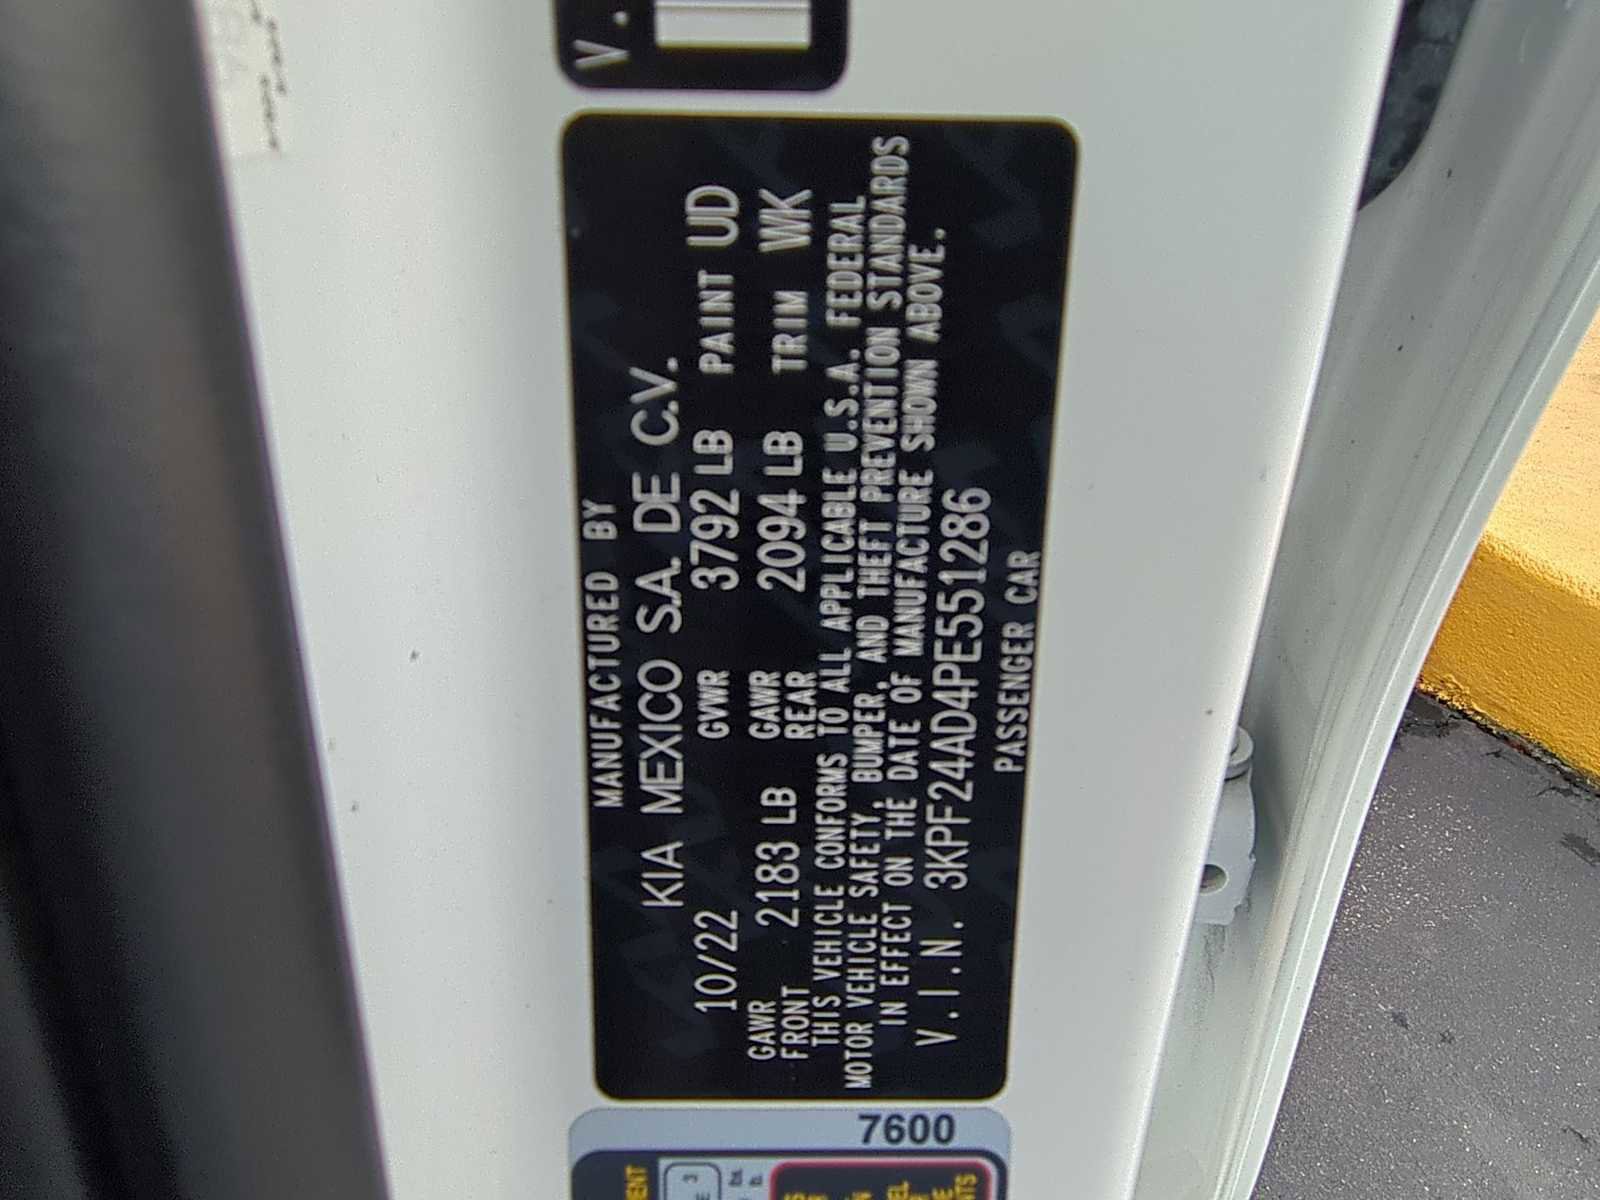 V.
MANUFACTURED BY
KIA MEXICO S.A. DE C.V.
10/22 GVWR 3792 LB PAINT UD
GAWR FRONT 2183 LB GAWR REAR 2094 LB TRIM WK
THIS VEHICLE CONFORMS TO ALL APPLICABLE U.S.A. FEDERAL
MOTOR VEHICLE SAFETY, BUMPER, AND THEFT PREVENTION STANDARDS
IN EFFECT ON THE DATE OF MANUFACTURE SHOWN ABOVE.
V.I.N. 3KPF24AD4PE551286
PASSENGER CAR
7600